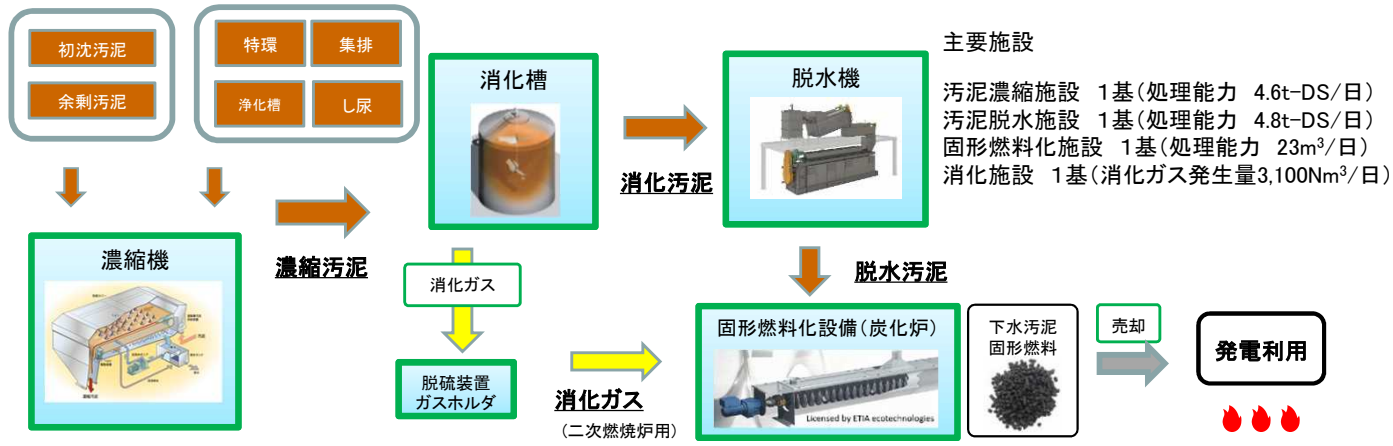 初沈汚泥
余剰汚泥
特環
集排
浄化槽
し尿
濃縮機
濃縮汚泥
消化槽
消化汚泥
脱水機
主要施設
汚泥濃縮施設 1基(処理能力 4.6t-DS/日)
汚泥脱水施設 1基(処理能力 4.8t-DS/日)
固形燃料化施設 1基(処理能力 23m³/日)
消化施設 1基(消化ガス発生量3,100Nm³/日)
消化ガス
脱硫装置
ガスホルダ
消化ガス
(二次燃焼炉用)
脱水汚泥
固形燃料化設備(炭化炉)
Licensed by ETIA ecotechnologies
下水汚泥
固形燃料
売却
発電利用